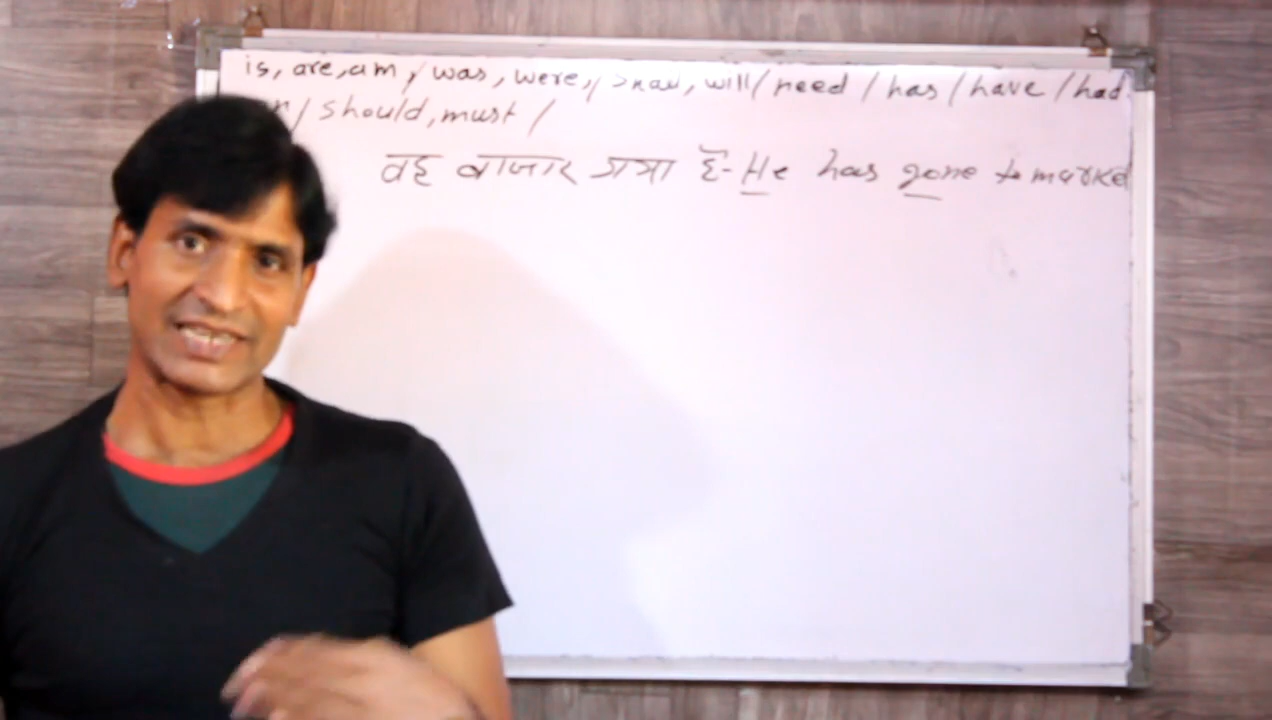 is, are, am / was, were, / shall, will / need / has / have / had
/ should, must /
वह बाजार गया है - He has gone to market